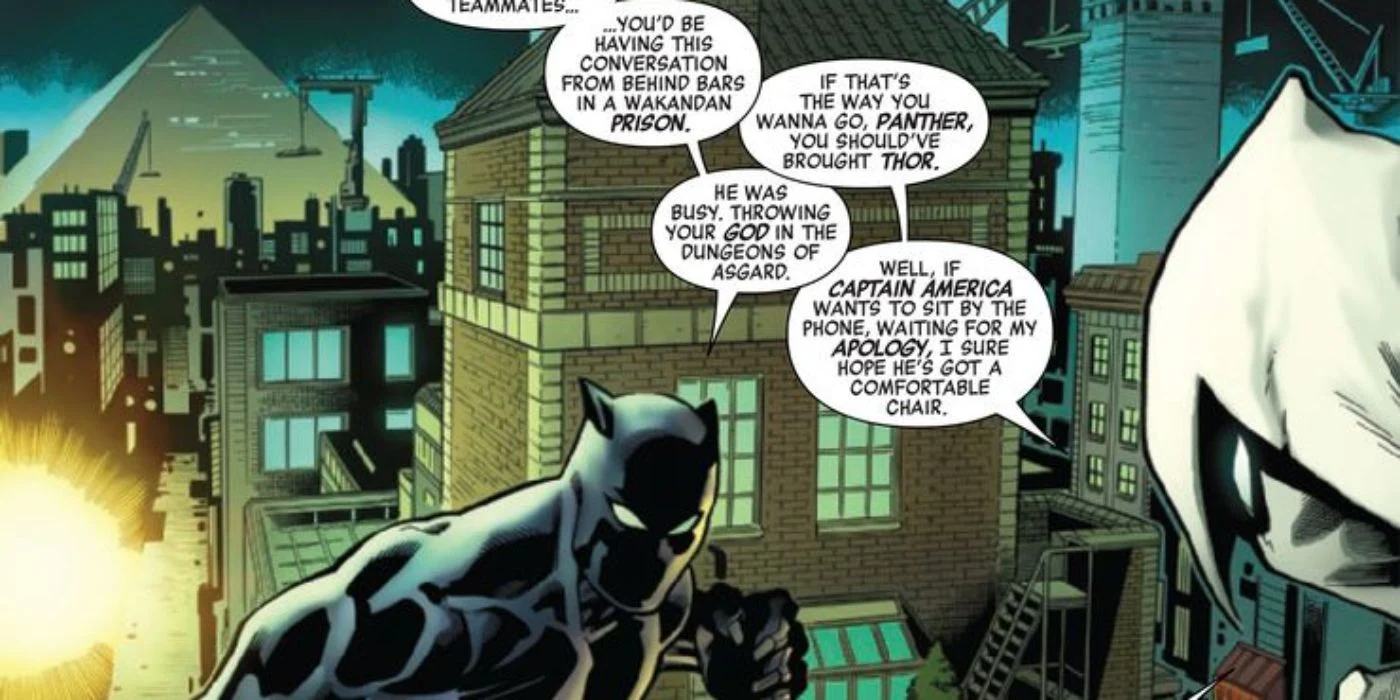 TEAMMATES...
...YOU'D BE
HAVING THIS
CONVERSATION
FROM BEHIND BARS
IN A WAKANDAN
PRISON.
IF THAT'S
THE WAY YOU
WANNA GO, PANTHER,
YOU SHOULD'VE
BROUGHT THOR.
HE WAS
BUSY. THROWING
YOUR GOD IN THE
DUNGEONS OF
ASGARD.
WELL, IF
CAPTAIN AMERICA
WANTS TO SIT BY THE
PHONE, WAITING FOR MY
APOLOGY, I SURE
HOPE HE'S GOT A
COMFORTABLE
CHAIR.